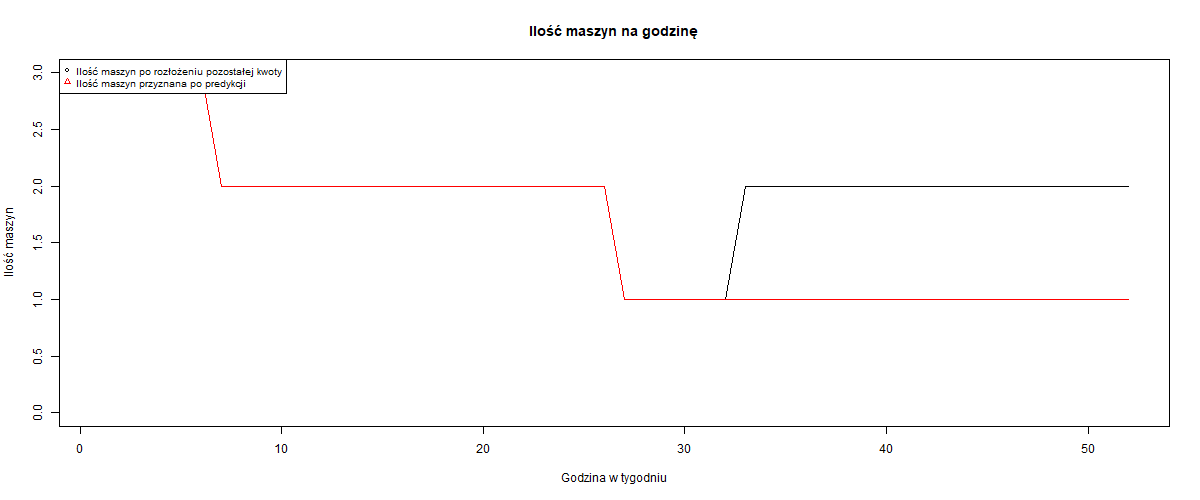 Ilość maszyn na godzinę
Ilość maszyn po rozłożeniu pozostałej kwoty
Ilość maszyn przyznana po predykcji
Ilość maszyn
3.0
2.5
2.0
1.5
1.0
0.5
0.0
0 10 20 30 40 50
Godzina w tygodniu